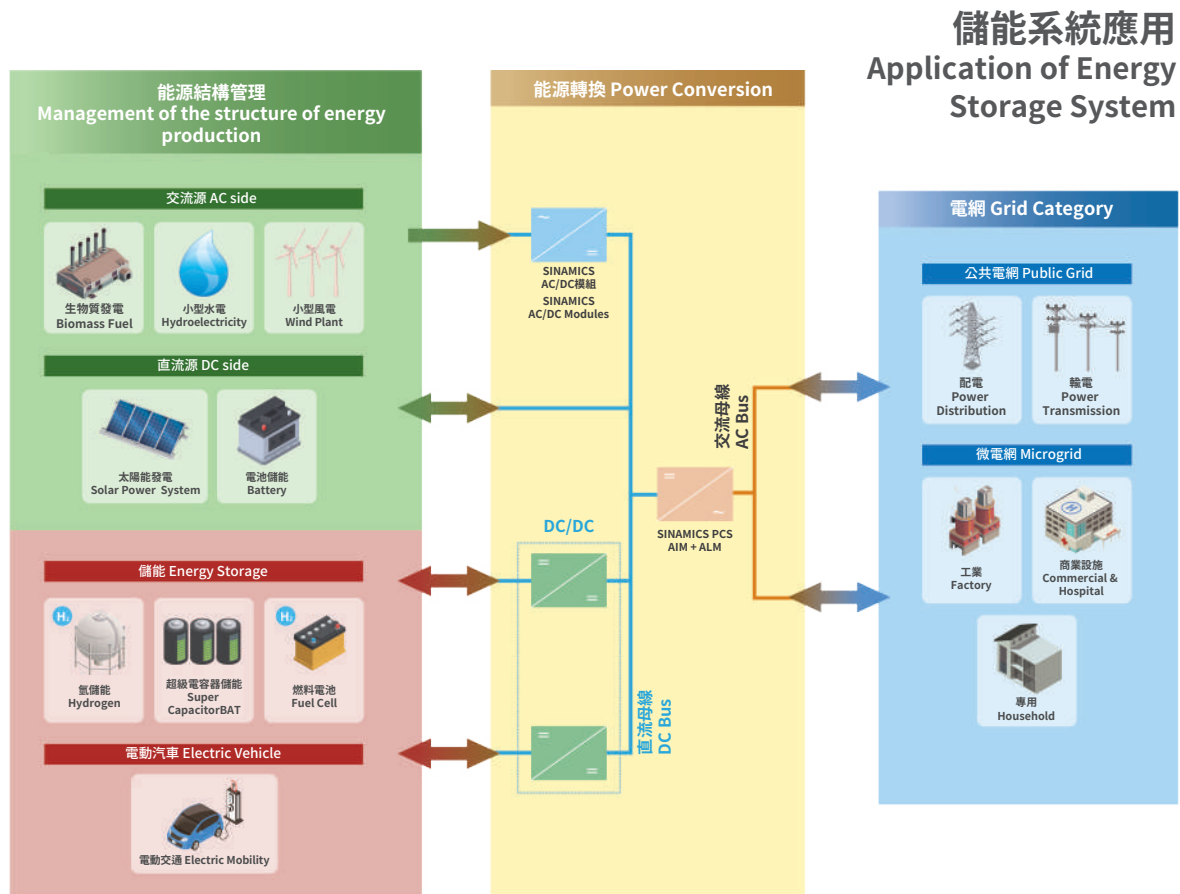 儲能系統應用
Application of Energy
Storage System
能源結構管理
Management of the structure of energy
production
交流源 AC side
生物質發電
Biomass Fuel
小型水電
Hydroelectricity
小型風電
Wind Plant
直流源 DC side
太陽能發電
Solar Power System
電池儲能
Battery
儲能 Energy Storage
H₂
氫儲能
Hydrogen
超級電容器儲能
Super
CapacitorBAT
H₂
燃料電池
Fuel Cell
電動汽車 Electric Vehicle
電動交通 Electric Mobility
能源轉換 Power Conversion
SINAMICS
AC/DC模組
SINAMICS
AC/DC Modules
DC/DC
直流母線
DC Bus
SINAMICS PCS
AIM + ALM
交流母線
AC Bus
電網 Grid Category
公共電網 Public Grid
配電
Power
Distribution
輸電
Power
Transmission
微電網 Microgrid
工業
Factory
商業設施
Commercial &
Hospital
H
專用
Household